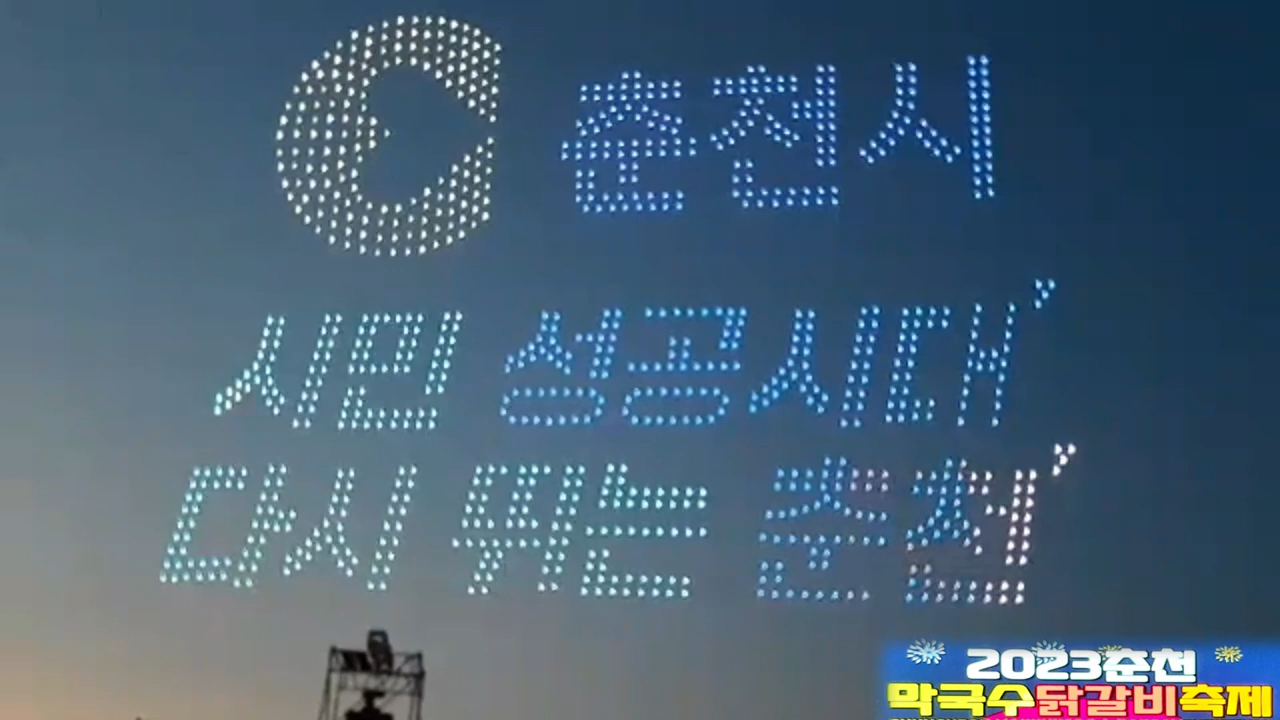 춘천시
시민 성공시대'
다시 뛰는 춘천'
2023춘천
막국수닭갈비축제